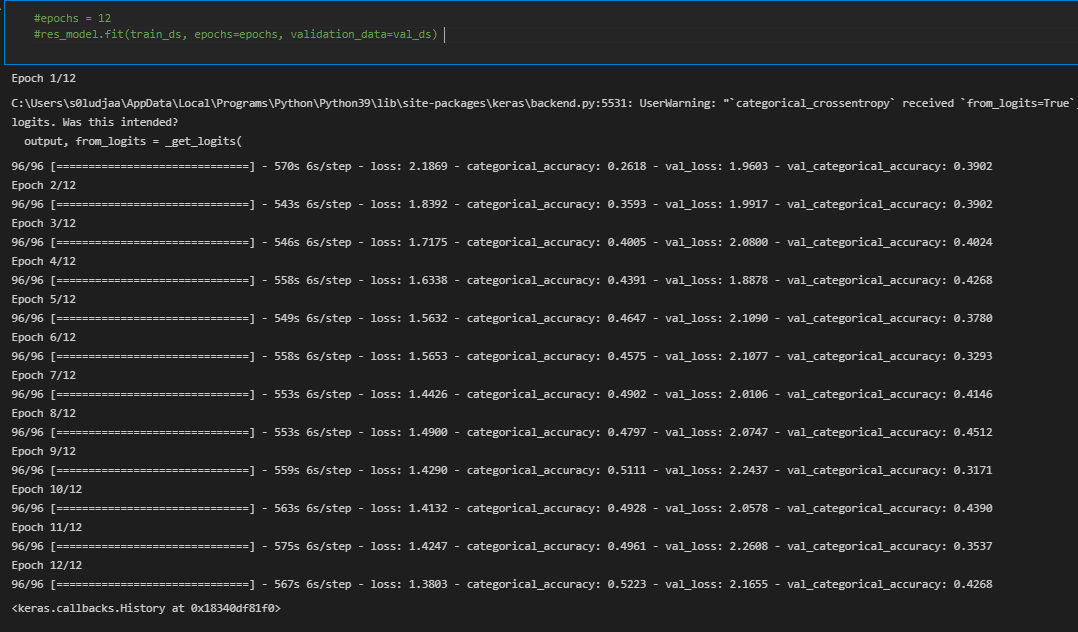 #epochs = 12
#res_model.fit(train_ds, epochs=epochs, validation_data=val_ds)
Epoch 1/12
C:\Users\s0ludjaa\AppData\Local\Programs\Python\Python39\lib\site-packages\keras\backend.py:5531: UserWarning: "`categorical_crossentropy` received `from_logits=True`,
logits. Was this intended?
  output, from_logits = _get_logits(
96/96 [==============================] - 570s 6s/step - loss: 2.1869 - categorical_accuracy: 0.2618 - val_loss: 1.9603 - val_categorical_accuracy: 0.3902
Epoch 2/12
96/96 [==============================] - 543s 6s/step - loss: 1.8392 - categorical_accuracy: 0.3593 - val_loss: 1.9917 - val_categorical_accuracy: 0.3902
Epoch 3/12
96/96 [==============================] - 546s 6s/step - loss: 1.7175 - categorical_accuracy: 0.4005 - val_loss: 2.0800 - val_categorical_accuracy: 0.4024
Epoch 4/12
96/96 [==============================] - 558s 6s/step - loss: 1.6338 - categorical_accuracy: 0.4391 - val_loss: 1.8878 - val_categorical_accuracy: 0.4268
Epoch 5/12
96/96 [==============================] - 549s 6s/step - loss: 1.5632 - categorical_accuracy: 0.4647 - val_loss: 2.1090 - val_categorical_accuracy: 0.3780
Epoch 6/12
96/96 [==============================] - 558s 6s/step - loss: 1.5653 - categorical_accuracy: 0.4575 - val_loss: 2.1077 - val_categorical_accuracy: 0.3293
Epoch 7/12
96/96 [==============================] - 553s 6s/step - loss: 1.4426 - categorical_accuracy: 0.4902 - val_loss: 2.0106 - val_categorical_accuracy: 0.4146
Epoch 8/12
96/96 [==============================] - 553s 6s/step - loss: 1.4900 - categorical_accuracy: 0.4797 - val_loss: 2.0747 - val_categorical_accuracy: 0.4512
Epoch 9/12
96/96 [==============================] - 559s 6s/step - loss: 1.4290 - categorical_accuracy: 0.5111 - val_loss: 2.2437 - val_categorical_accuracy: 0.3171
Epoch 10/12
96/96 [==============================] - 563s 6s/step - loss: 1.4132 - categorical_accuracy: 0.4928 - val_loss: 2.0578 - val_categorical_accuracy: 0.4390
Epoch 11/12
96/96 [==============================] - 575s 6s/step - loss: 1.4247 - categorical_accuracy: 0.4961 - val_loss: 2.2608 - val_categorical_accuracy: 0.3537
Epoch 12/12
96/96 [==============================] - 567s 6s/step - loss: 1.3803 - categorical_accuracy: 0.5223 - val_loss: 2.1655 - val_categorical_accuracy: 0.4268
<keras.callbacks.History at 0x18340df81f0>